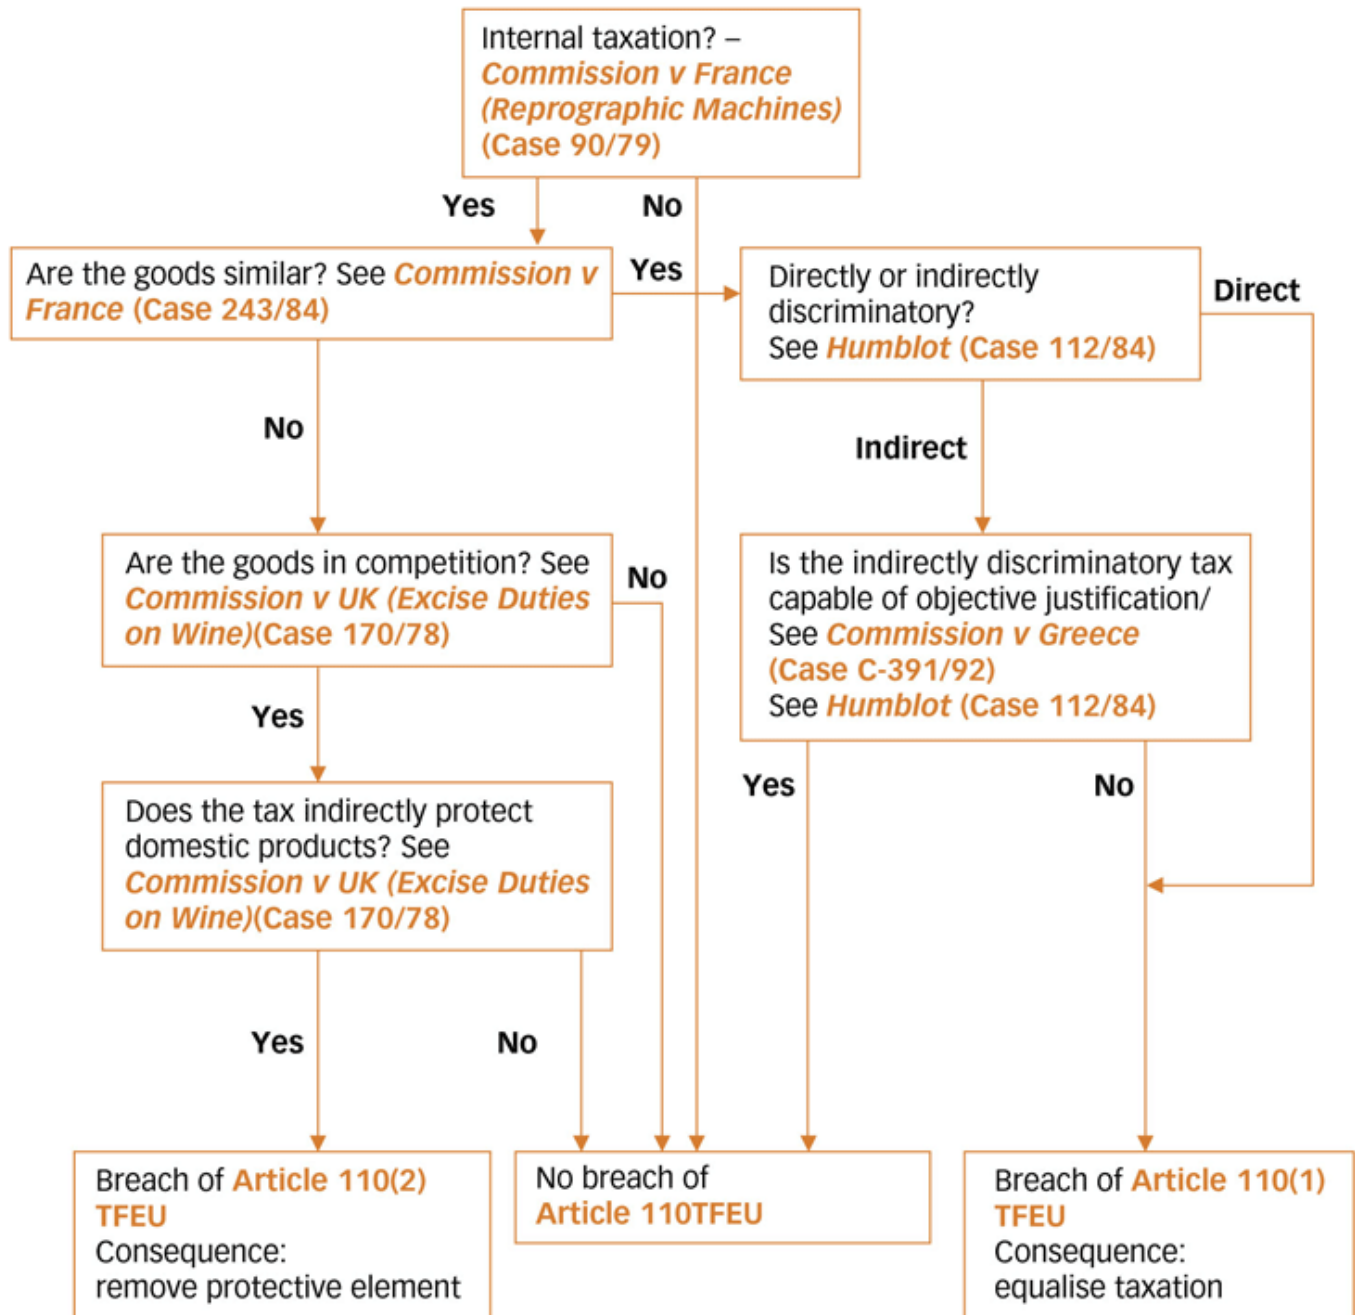 Internal taxation? –
Commission v France
(Reprographic Machines)
(Case 90/79)
Yes
No
Are the goods similar? See Commission v
France (Case 243/84)
Yes
Directly or indirectly
discriminatory?
See Humblot (Case 112/84)
Direct
No
Indirect
Are the goods in competition? See
Commission v UK (Excise Duties
on Wine)(Case 170/78)
No
Is the indirectly discriminatory tax
capable of objective justification/
See Commission v Greece
(Case C-391/92)
See Humblot (Case 112/84)
Yes
Yes
No
Does the tax indirectly protect
domestic products? See
Commission v UK (Excise Duties
on Wine)(Case 170/78)
Yes
No
Breach of Article 110(2)
TFEU
Consequence:
remove protective element
No breach of
Article 110TFEU
Breach of Article 110(1)
TFEU
Consequence:
equalise taxation